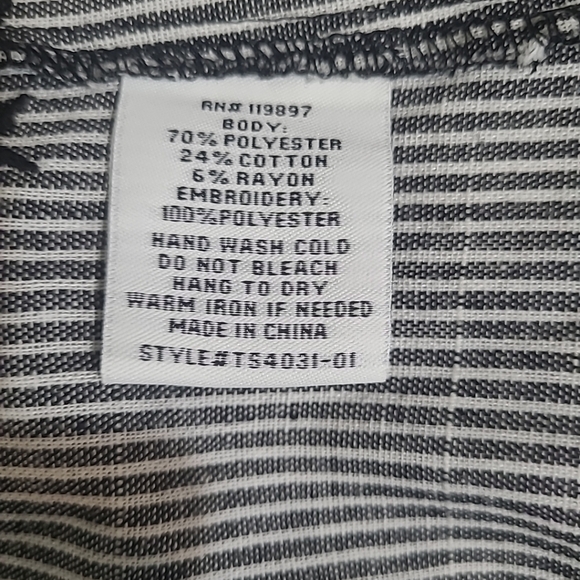 RN# 119897
BODY:
70% POLYESTER
24% COTTON
6% RAYON
EMBROIDERY:
100%POLYESTER
HAND WASH COLD
DO NOT BLEACH
HANG TO DRY
WARM IRON IF NEEDED
MADE IN CHINA
STYLE#TS4031-01